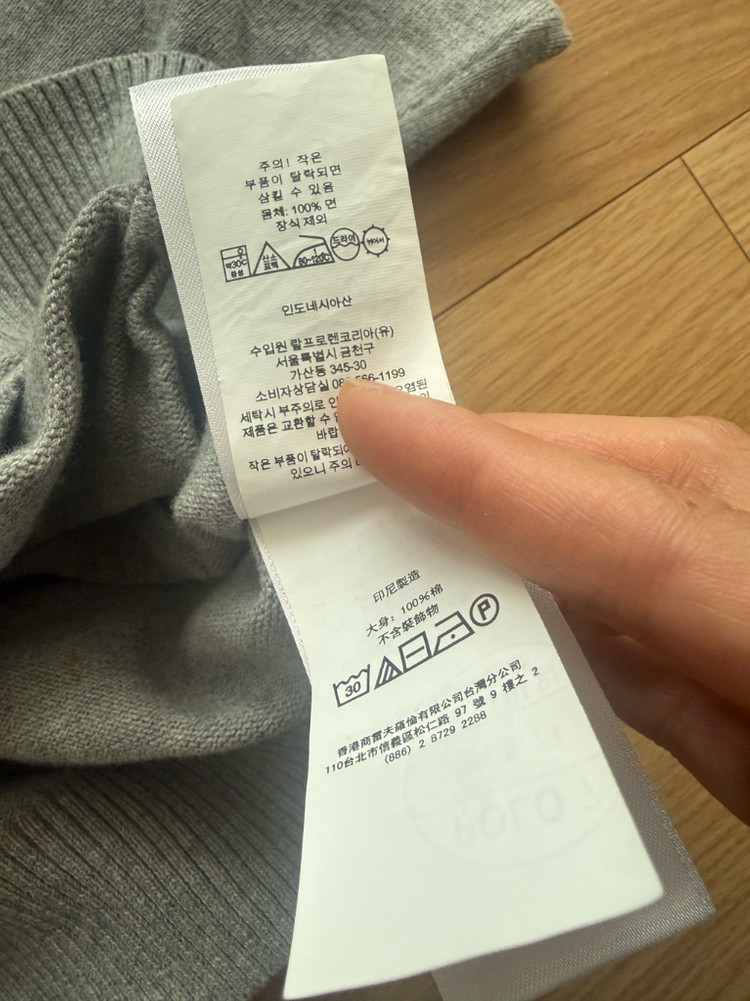 주의! 작은
부품이 탈락되면
삼킬 수 있음
몸체: 100% 면
장식 제외
약30℃
중성
산소
표백
80~120℃
드라이
뉘어서
인도네시아산
수입원 랄프로렌코리아(유)
서울특별시 금천구
가산동 345-30
소비자상담실 -1199
세탁시 부주의로
제품은 교환할 수
작은 부품이
있으니 주의
印尼製造
大身: 100%棉
不含裝飾物
30
P
香港商雷夫羅倫有限公司台灣分公司
110台北市信義區松仁路 97 號 9 樓之 2
(886) 2 8729 2288
POLO